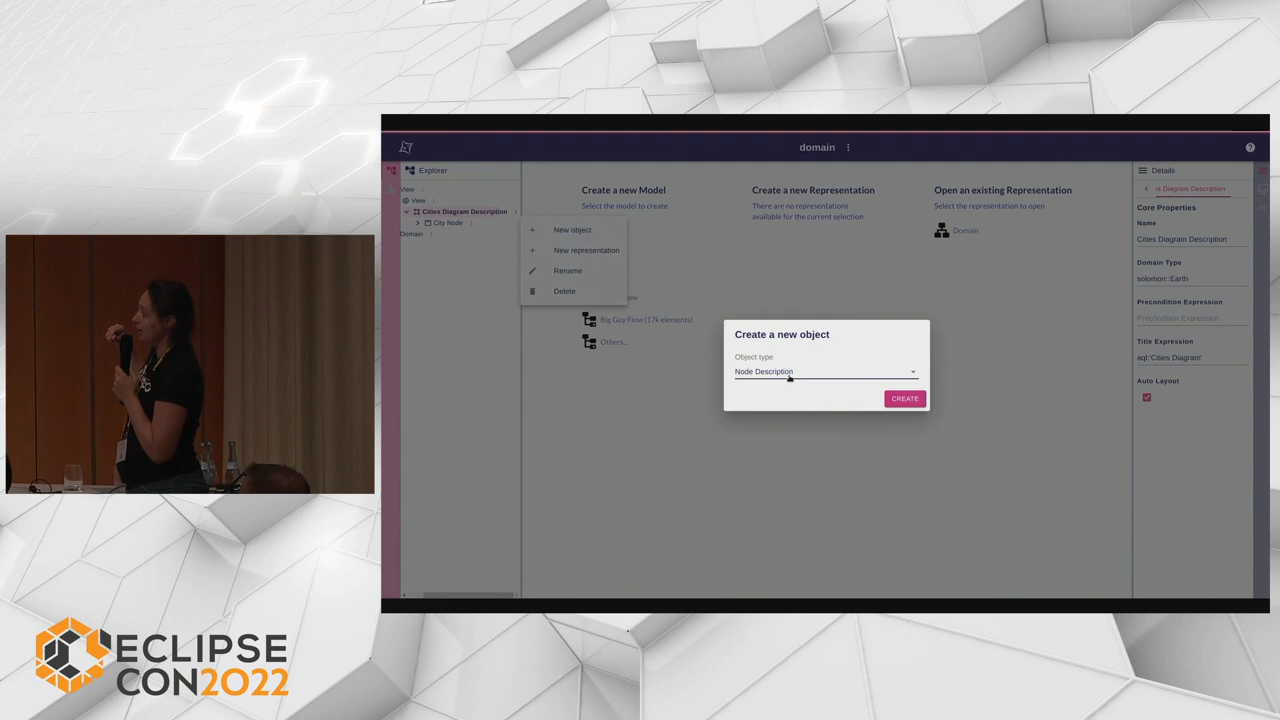 domain
Explorer
View
View
Cities Diagram Description
City Node
Domain
Create a new Model
Select the model to create
Create a new Representation
There are no representations
available for the current selection
Open an existing Representation
Select the representation to open
Domain
New object
New representation
Rename
Delete
Big Guy Flow (17k elements)
Others...
Create a new object
Object type
Node Description
CREATE
Details
is Diagram Description
Core Properties
Name
Cities Diagram Description
Domain Type
solomon::Earth
Precondition Expression
Precondition Expression
Title Expression
aql:'Cities Diagram'
Auto Layout
ECLIPSE
CON2022